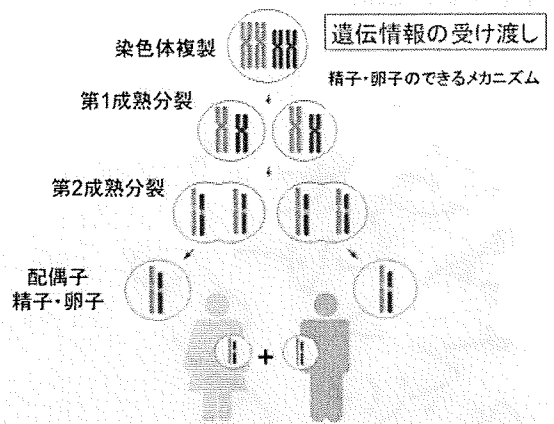 遺伝情報の受け渡し
精子・卵子のできるメカニズム
染色体複製
第1成熟分裂
第2成熟分裂
配偶子
精子・卵子
+